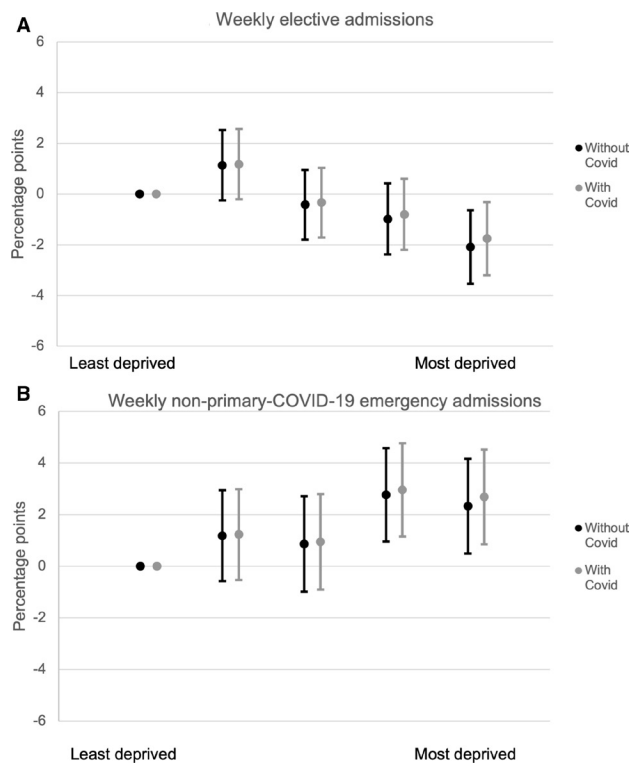 A
Weekly elective admissions
6
4
2
0
-2
-4
-6
Percentage points
Without
Covid
With
Covid
Least deprived
Most deprived
B
Weekly non-primary-COVID-19 emergency admissions
6
4
2
0
-2
-4
-6
Percentage points
Without
Covid
With
Covid
Least deprived
Most deprived